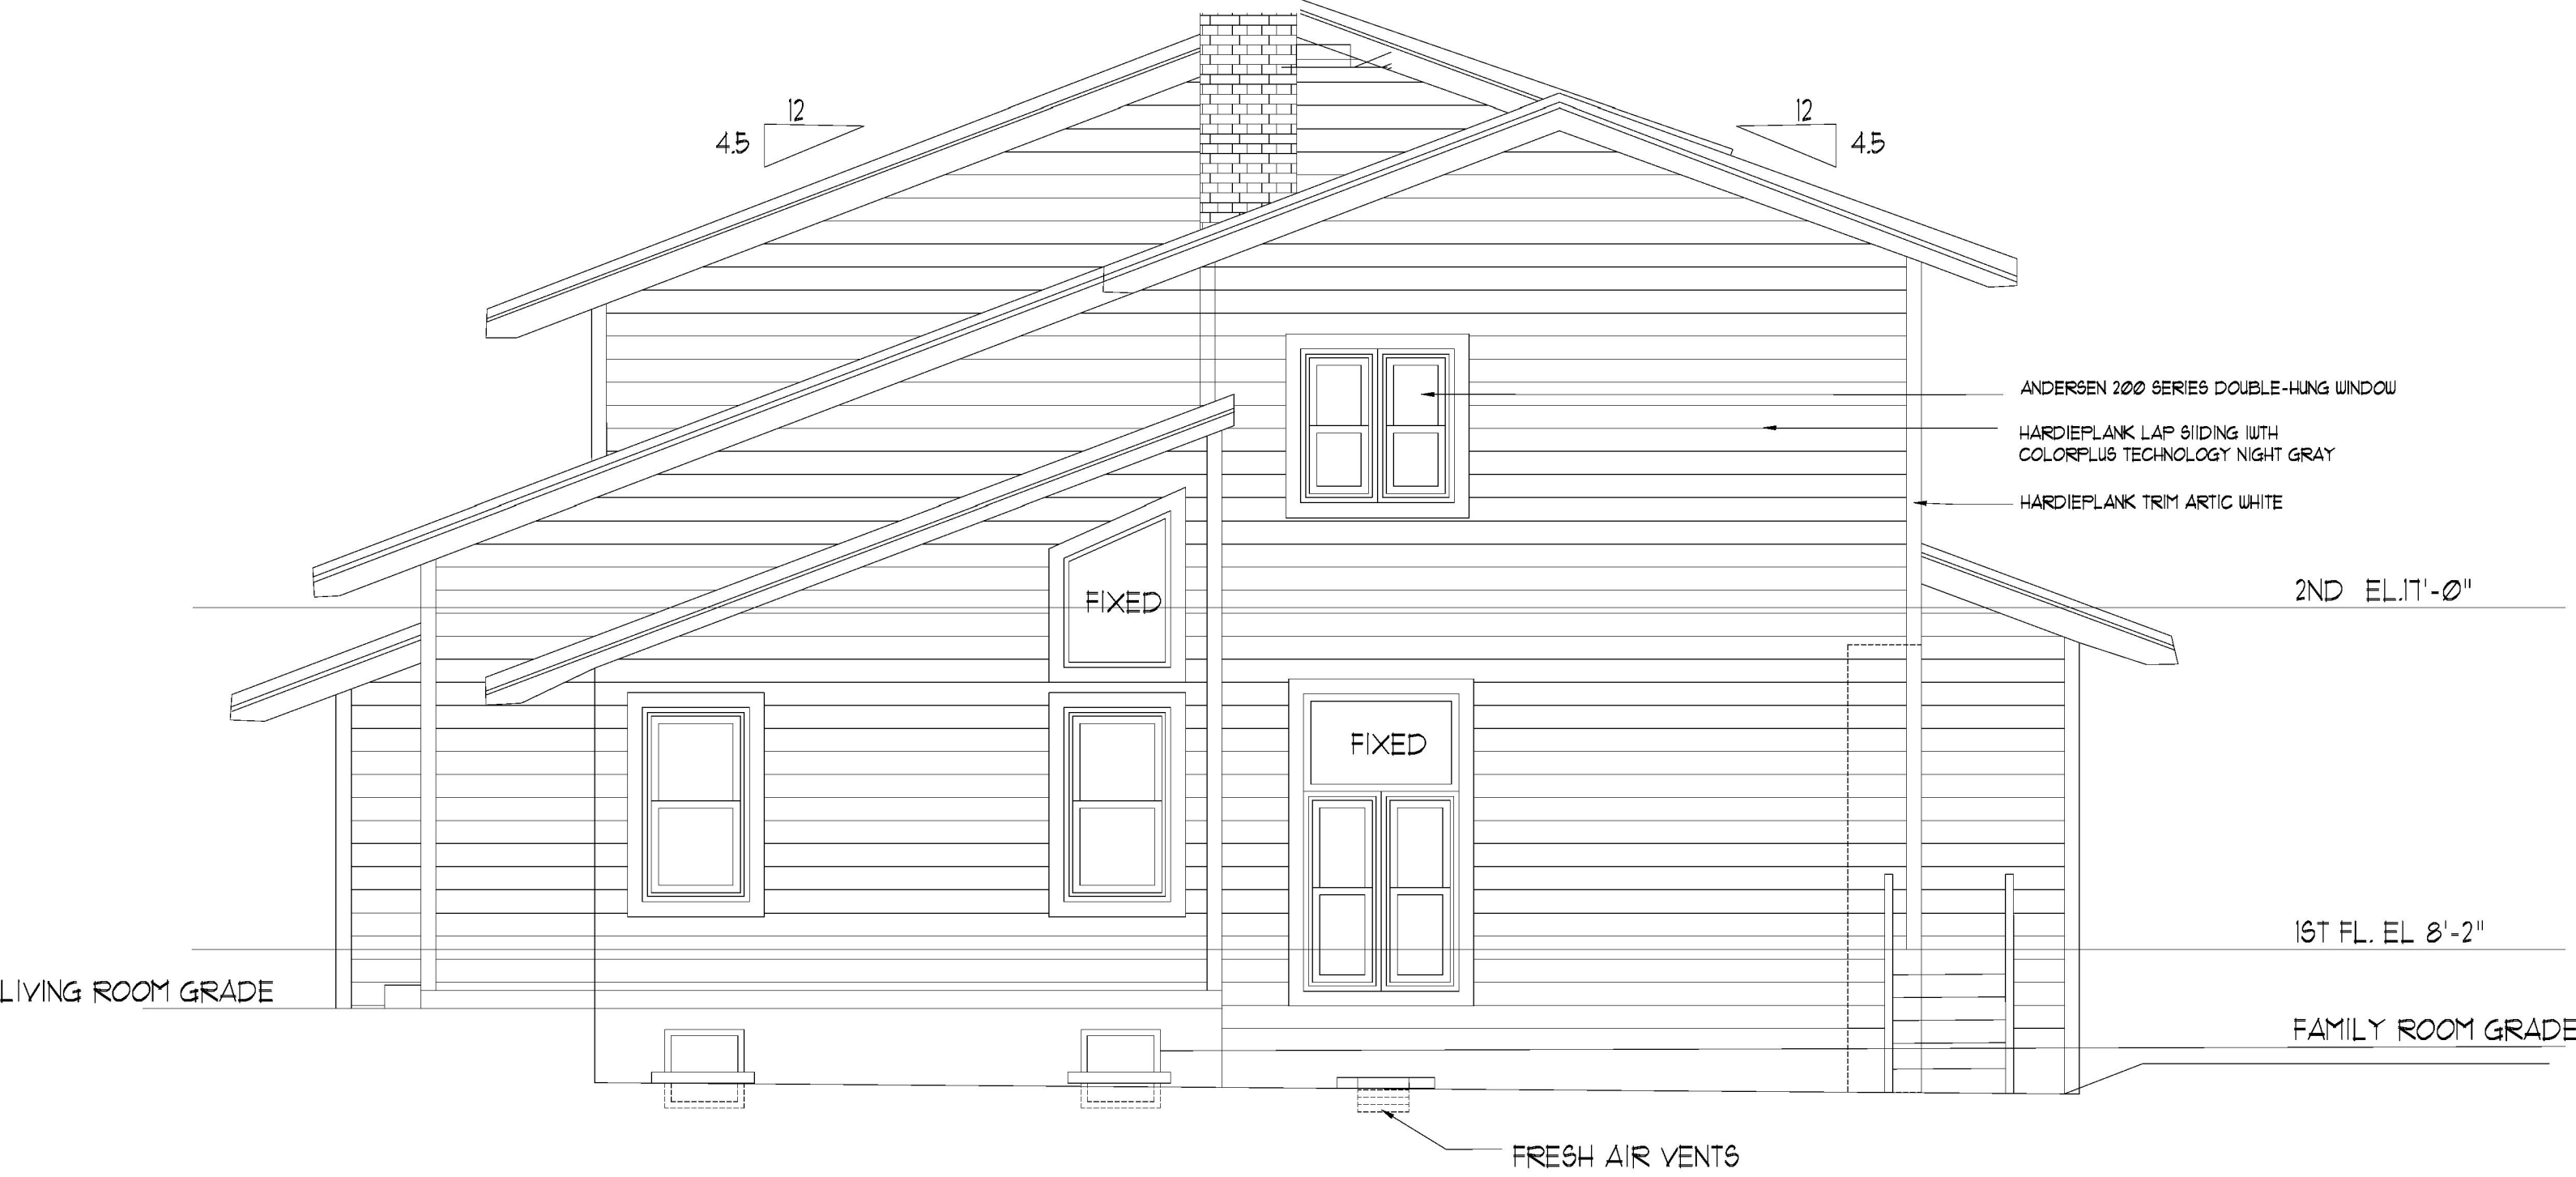 12
4.5
12
4.5
ANDERSEN 200 SERIES DOUBLE-HUNG WINDOW
HARDIEPLANK LAP SIIDING IWTH
COLORPLUS TECHNOLOGY NIGHT GRAY
HARDIEPLANK TRIM ARTIC WHITE
FIXED
2ND EL.17'-0"
FIXED
1ST FL. EL 8'-2"
LIVING ROOM GRADE
FAMILY ROOM GRADE
FRESH AIR VENTS